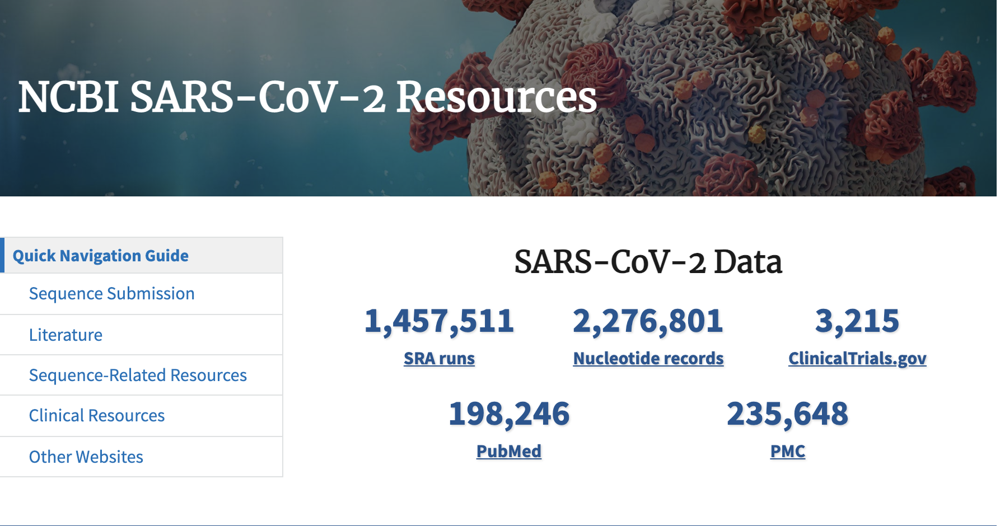 NCBI SARS-CoV-2 Resources
Quick Navigation Guide
Sequence Submission
Literature
Sequence-Related Resources
Clinical Resources
Other Websites
SARS-CoV-2 Data
1,457,511 2,276,801 3,215
SRA runs Nucleotide records ClinicalTrials.gov
198,246 235,648
PubMed PMC